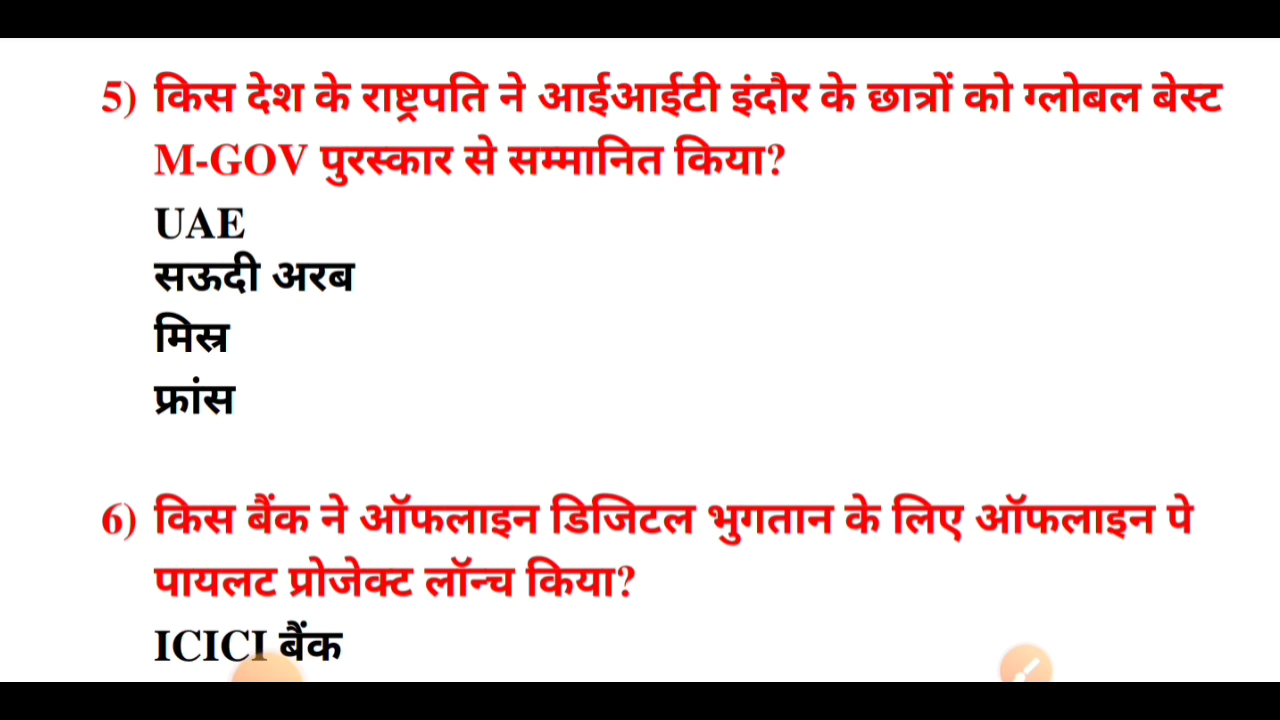 5) किस देश के राष्ट्रपति ने आईआईटी इंदौर के छात्रों को ग्लोबल बेस्ट
M-GOV पुरस्कार से सम्मानित किया?
UAE
सऊदी अरब
मिस्र
फ्रांस
6) किस बैंक ने ऑफलाइन डिजिटल भुगतान के लिए ऑफलाइन पे
पायलट प्रोजेक्ट लॉन्च किया?
ICICI बैंक